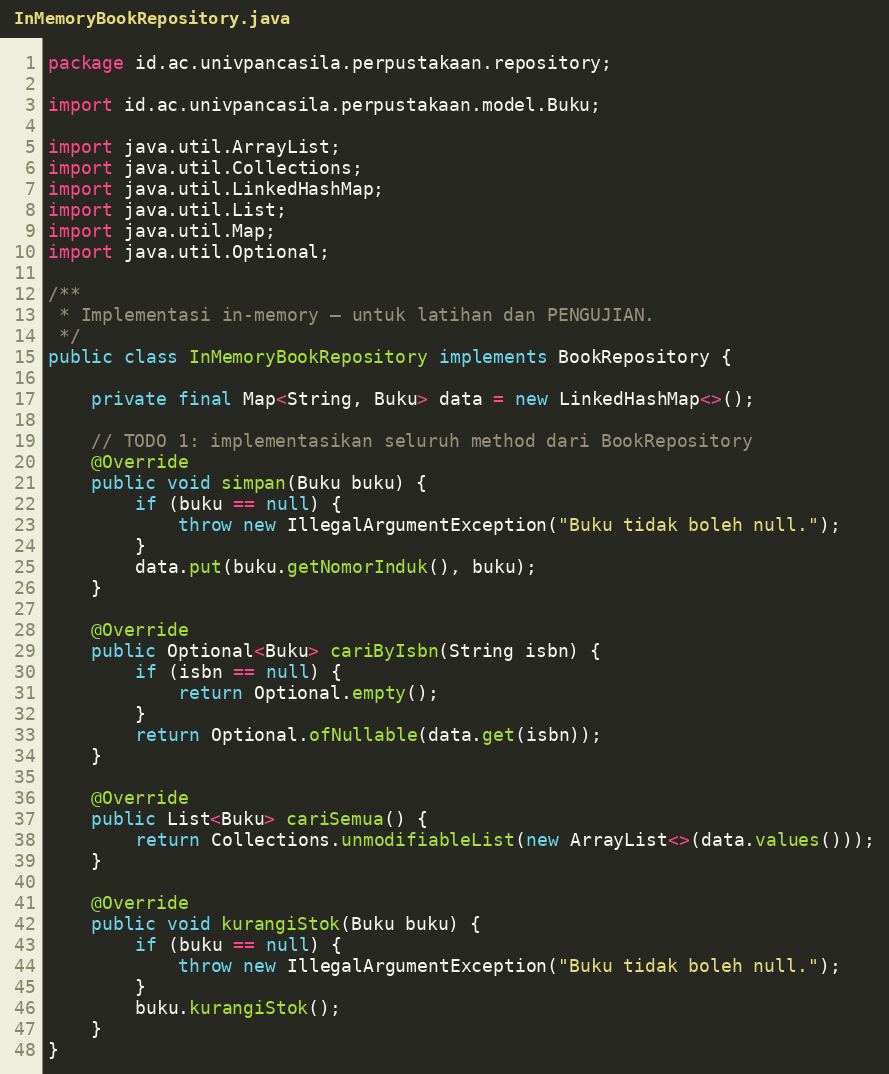 InMemoryBookRepository.java
1 package id.ac.univpancasila.perpustakaan.repository;
2
3 import id.ac.univpancasila.perpustakaan.model.Buku;
4
5 import java.util.ArrayList;
6 import java.util.Collections;
7 import java.util.LinkedHashMap;
8 import java.util.List;
9 import java.util.Map;
10 import java.util.Optional;
11
12 /**
13  * Implementasi in-memory — untuk latihan dan PENGUJIAN.
14  */
15 public class InMemoryBookRepository implements BookRepository {
16
17     private final Map<String, Buku> data = new LinkedHashMap<>();
18
19     // TODO 1: implementasikan seluruh method dari BookRepository
20     @Override
21     public void simpan(Buku buku) {
22         if (buku == null) {
23             throw new IllegalArgumentException("Buku tidak boleh null.");
24         }
25         data.put(buku.getNomorInduk(), buku);
26     }
27
28     @Override
29     public Optional<Buku> cariByIsbn(String isbn) {
30         if (isbn == null) {
31             return Optional.empty();
32         }
33         return Optional.ofNullable(data.get(isbn));
34     }
35
36     @Override
37     public List<Buku> cariSemua() {
38         return Collections.unmodifiableList(new ArrayList<>(data.values()));
39     }
40
41     @Override
42     public void kurangiStok(Buku buku) {
43         if (buku == null) {
44             throw new IllegalArgumentException("Buku tidak boleh null.");
45         }
46         buku.kurangiStok();
47     }
48 }